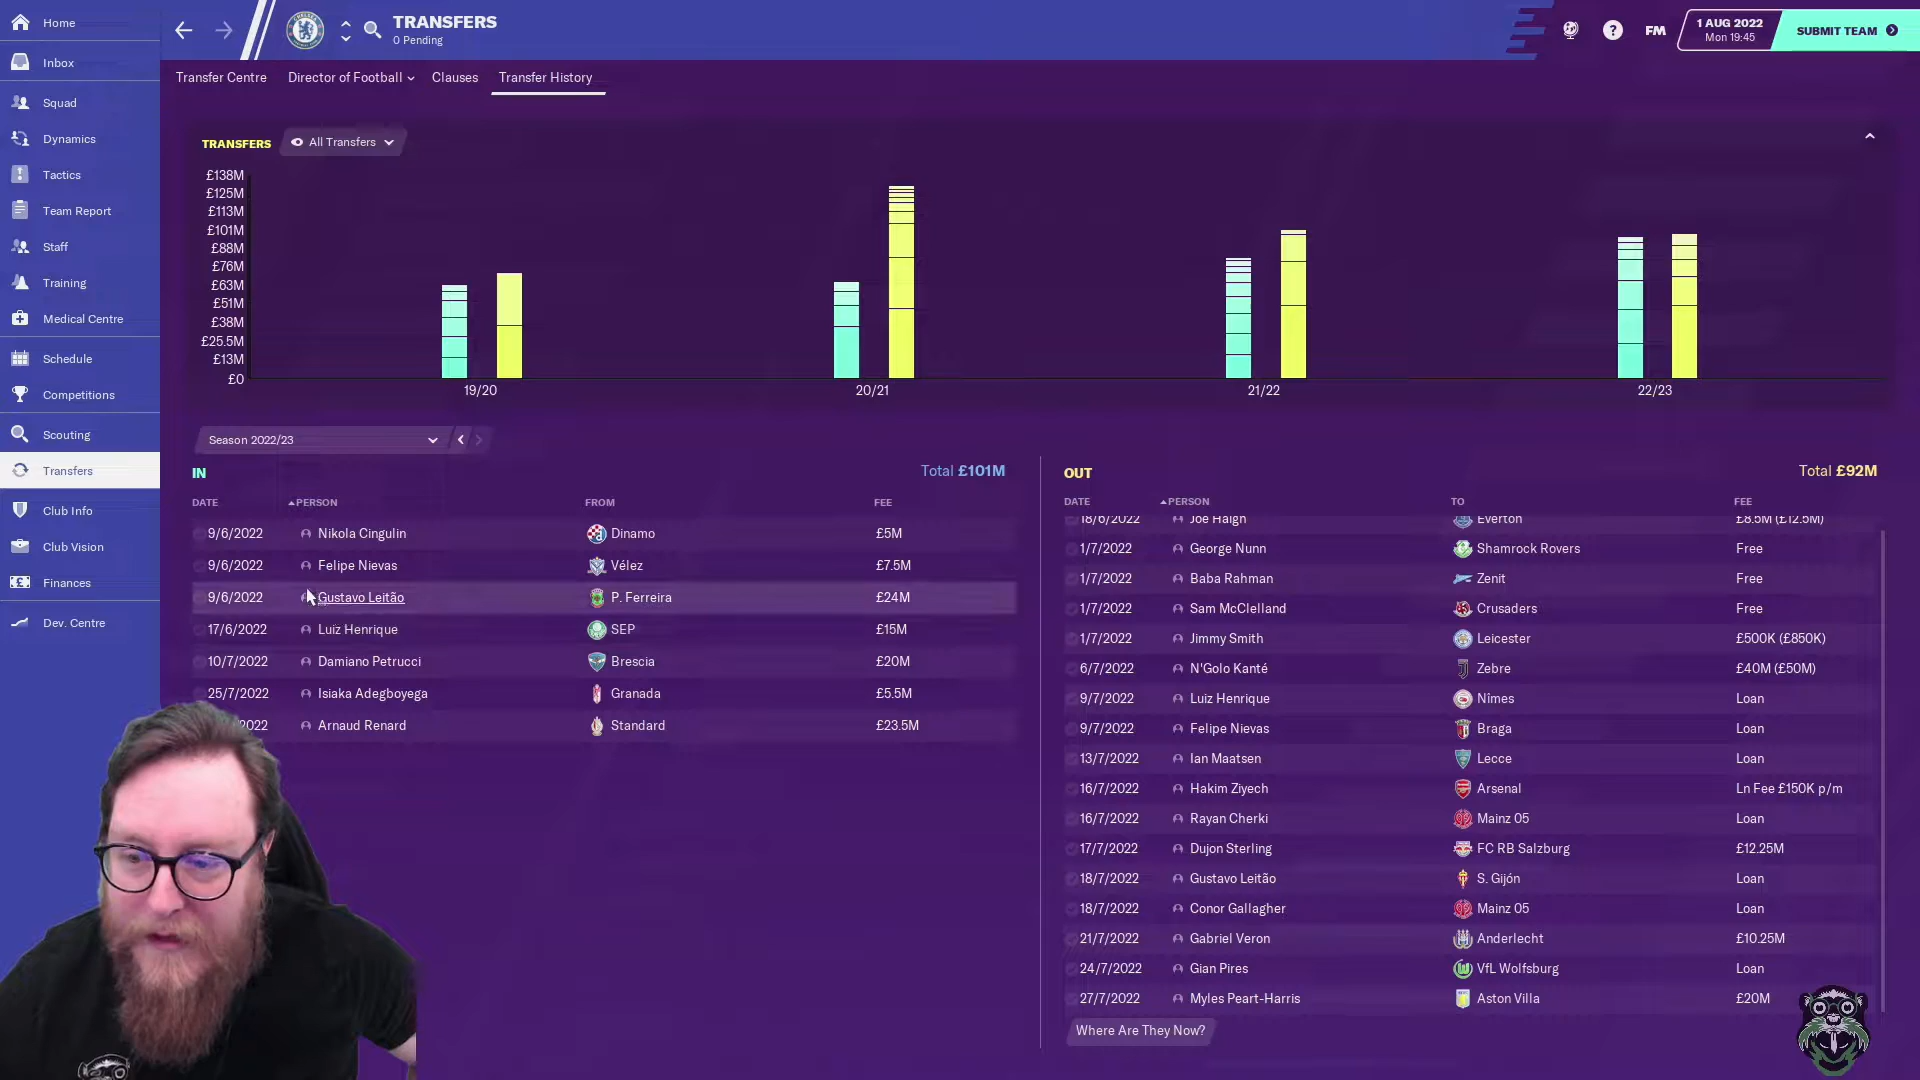 Home
Inbox
Squad
Dynamics
Tactics
Team Report
Staff
Training
Medical Centre
Schedule
Competitions
Scouting
Transfers
Club Info
Club Vision
Finances
Dev. Centre
TRANSFERS
0 Pending
?
FM
1 AUG 2022
Mon 19:45
SUBMIT TEAM
Transfer Centre Director of Football Clauses Transfer History
TRANSFERS All Transfers
£138M
£125M
£113M
£101M
£88M
£76M
£63M
£51M
£38M
£25.5M
£13M
£0
19/20 20/21 21/22 22/23
Season 2022/23
IN Total £101M
DATE PERSON FROM FEE
9/6/2022 Nikola Cingulin Dinamo £5M
9/6/2022 Felipe Nievas Vélez £7.5M
9/6/2022 Gustavo Leitão P. Ferreira £24M
17/6/2022 Luiz Henrique SEP £15M
10/7/2022 Damiano Petrucci Brescia £20M
25/7/2022 Isiaka Adegboyega Granada £5.5M
2022 Arnaud Renard Standard £23.5M
OUT Total £92M
DATE PERSON TO FEE
18/6/2022 Joe Haigh Everton £8.5M (£12.5M)
1/7/2022 George Nunn Shamrock Rovers Free
1/7/2022 Baba Rahman Zenit Free
1/7/2022 Sam McClelland Crusaders Free
1/7/2022 Jimmy Smith Leicester £500K (£850K)
6/7/2022 N'Golo Kanté Zebre £40M (£50M)
9/7/2022 Luiz Henrique Nîmes Loan
9/7/2022 Felipe Nievas Braga Loan
13/7/2022 Ian Maatsen Lecce Loan
16/7/2022 Hakim Ziyech Arsenal Ln Fee £150K p/m
16/7/2022 Rayan Cherki Mainz 05 Loan
17/7/2022 Dujon Sterling FC RB Salzburg £12.25M
18/7/2022 Gustavo Leitão S. Gijón Loan
18/7/2022 Conor Gallagher Mainz 05 Loan
21/7/2022 Gabriel Veron Anderlecht £10.25M
24/7/2022 Gian Pires VfL Wolfsburg Loan
27/7/2022 Myles Peart-Harris Aston Villa £20M
Where Are They Now?